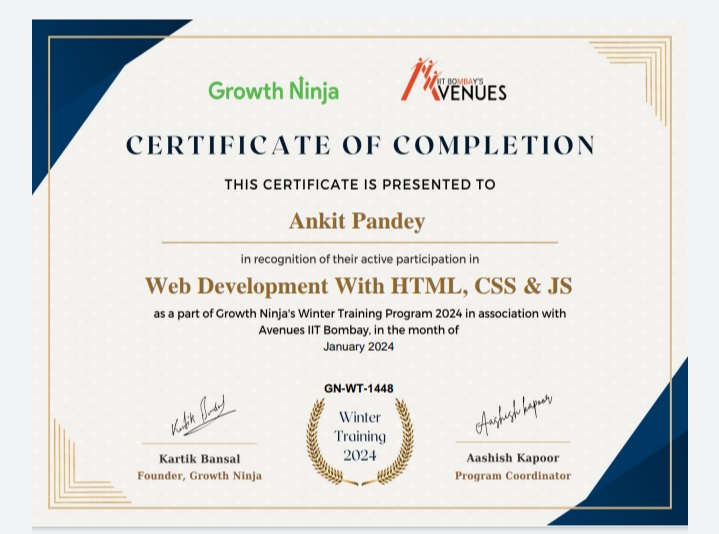 Growth Ninja
IIT BOMBAY'S
AVENUES
CERTIFICATE OF COMPLETION
THIS CERTIFICATE IS PRESENTED TO
Ankit Pandey
in recognition of their active participation in
Web Development With HTML, CSS & JS
as a part of Growth Ninja's Winter Training Program 2024 in association with
Avenues IIT Bombay, in the month of
January 2024
GN-WT-1448
Winter
Training
2024
Kartik Bansal
Aashish kapoor
Kartik Bansal
Founder, Growth Ninja
Aashish Kapoor
Program Coordinator